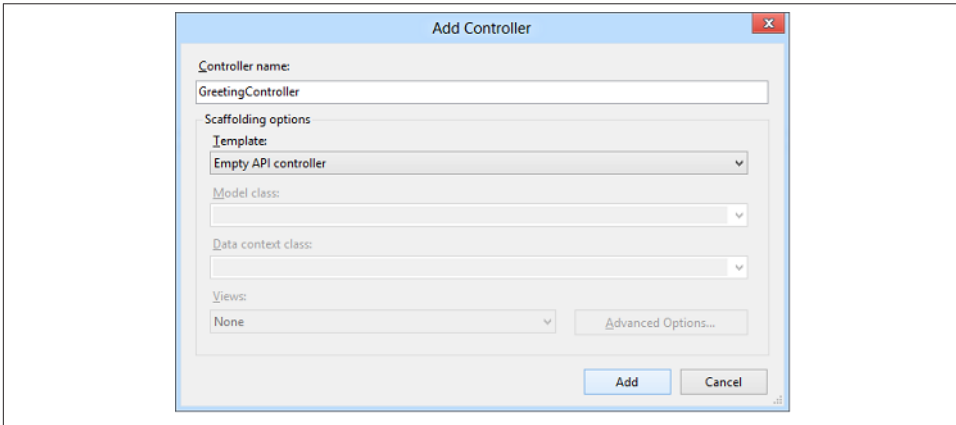 Add Controller
Controller name:
GreetingController
Scaffolding options
Template:
Empty API controller
Model class:
Data context class:
Views:
None
Advanced Options...
Add
Cancel